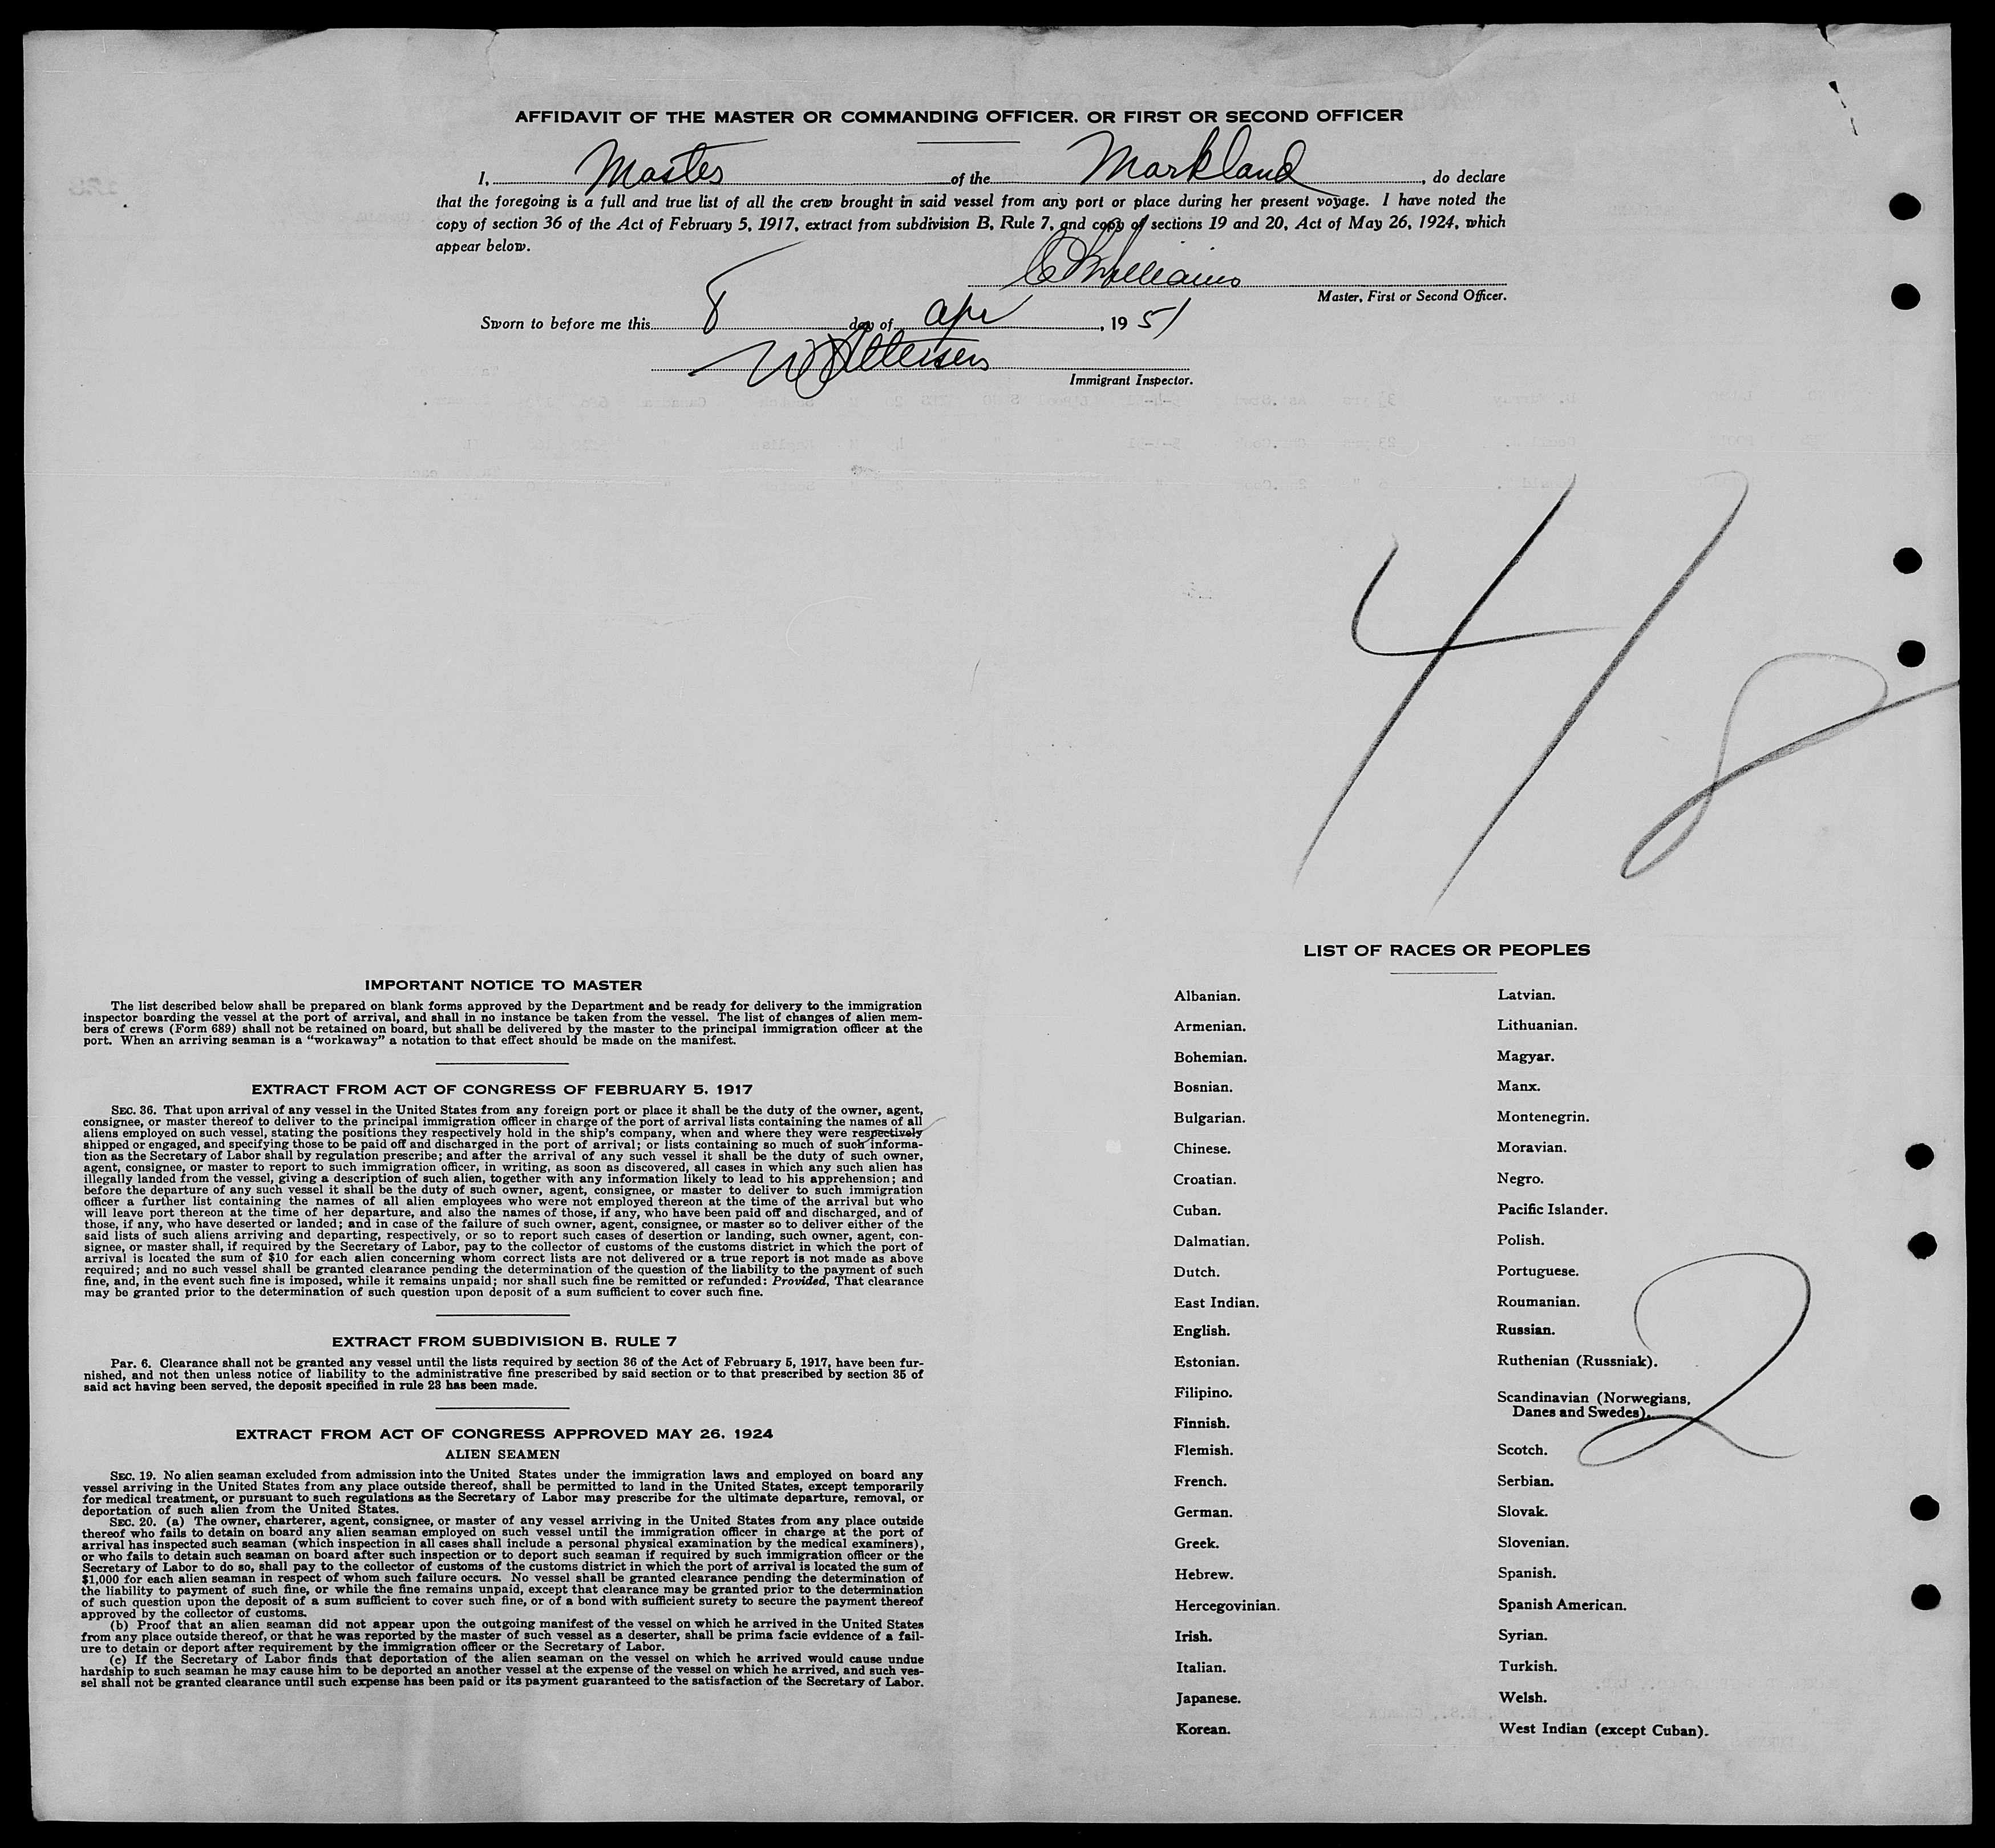 AFFIDAVIT OF THE MASTER OR COMMANDING OFFICER, OR FIRST OR SECOND OFFICER
I, Master of the Markland, do declare
that the foregoing is a full and true list of all the crew brought in said vessel from any port or place during her present voyage. I have noted the
copy of section 36 of the Act of February 5, 1917, extract from subdivision B, Rule 7, and copy of sections 19 and 20, Act of May 26, 1924, which
appear below.
Williams
Master, First or Second Officer.
Sworn to before me this 8 day of apr, 19 51
Immigrant Inspector.
4/8
IMPORTANT NOTICE TO MASTER
The list described below shall be prepared on blank forms approved by the Department and be ready for delivery to the immigration
inspector boarding the vessel at the port of arrival, and shall in no instance be taken from the vessel. The list of changes of alien mem-
bers of crews (Form 689) shall not be retained on board, but shall be delivered by the master to the principal immigration officer at the
port. When an arriving seaman is a "workaway" a notation to that effect should be made on the manifest.
EXTRACT FROM ACT OF CONGRESS OF FEBRUARY 5, 1917
SEC. 36. That upon arrival of any vessel in the United States from any foreign port or place it shall be the duty of the owner, agent,
consignee, or master thereof to deliver to the principal immigration officer in charge of the port of arrival lists containing the names of all
aliens employed on such vessel, stating the positions they respectively hold in the ship's company, when and where they were respectively
shipped or engaged, and specifying those to be paid off and discharged in the port of arrival; or lists containing so much of such informa-
tion as the Secretary of Labor shall by regulation prescribe; and after the arrival of any such vessel it shall be the duty of such owner,
agent, consignee, or master to report to such immigration officer, in writing, as soon as discovered, all cases in which any such alien has
illegally landed from the vessel, giving a description of such alien, together with any information likely to lead to his apprehension; and
before the departure of any such vessel it shall be the duty of such owner, agent, consignee, or master to deliver to such immigration
officer a further list containing the names of all alien employees who were not employed thereon at the time of the arrival but who
will leave port thereon at the time of her departure, and also the names of those, if any, who have been paid off and discharged, and of
those, if any, who have deserted or landed; and in case of the failure of such owner, agent, consignee, or master so to deliver either of the
said lists of such aliens arriving and departing, respectively, or so to report such cases of desertion or landing, such owner, agent, con-
signee, or master shall, if required by the Secretary of Labor, pay to the collector of customs of the customs district in which the port of
arrival is located the sum of $10 for each alien concerning whom correct lists are not delivered or a true report is not made as above
required; and no such vessel shall be granted clearance pending the determination of the question of the liability to the payment of such
fine, and, in the event such fine is imposed, while it remains unpaid; nor shall such fine be remitted or refunded: Provided, That clearance
may be granted prior to the determination of such question upon deposit of a sum sufficient to cover such fine.
EXTRACT FROM SUBDIVISION B, RULE 7
Par. 6. Clearance shall not be granted any vessel until the lists required by section 36 of the Act of February 5, 1917, have been fur-
nished, and not then unless notice of liability to the administrative fine prescribed by said section or to that prescribed by section 35 of
said act having been served, the deposit specified in rule 23 has been made.
EXTRACT FROM ACT OF CONGRESS APPROVED MAY 26, 1924
ALIEN SEAMEN
SEC. 19. No alien seaman excluded from admission into the United States under the immigration laws and employed on board any
vessel arriving in the United States from any place outside thereof, shall be permitted to land in the United States, except temporarily
for medical treatment, or pursuant to such regulations as the Secretary of Labor may prescribe for the ultimate departure, removal, or
deportation of such alien from the United States.
SEC. 20. (a) The owner, charterer, agent, consignee, or master of any vessel arriving in the United States from any place outside
thereof who fails to detain on board any alien seaman employed on such vessel until the immigration officer in charge at the port of
arrival has inspected such seaman (which inspection in all cases shall include a personal physical examination by the medical examiners),
or who fails to detain such seaman on board after such inspection or to deport such seaman if required by such immigration officer or the
Secretary of Labor to do so, shall pay to the collector of customs of the customs district in which the port of arrival is located the sum of
$1,000 for each alien seaman in respect of whom such failure occurs. No vessel shall be granted clearance pending the determination of
the liability to payment of such fine, or while the fine remains unpaid, except that clearance may be granted prior to the determination
of such question upon the deposit of a sum sufficient to cover such fine, or of a bond with sufficient surety to secure the payment thereof
approved by the collector of customs.
(b) Proof that an alien seaman did not appear upon the outgoing manifest of the vessel on which he arrived in the United States
from any place outside thereof, or that he was reported by the master of such vessel as a deserter, shall be prima facie evidence of a fail-
ure to detain or deport after requirement by the immigration officer or the Secretary of Labor.
(c) If the Secretary of Labor finds that deportation of the alien seaman on the vessel on which he arrived would cause undue
hardship to such seaman he may cause him to be deported an another vessel at the expense of the vessel on which he arrived, and such ves-
sel shall not be granted clearance until such expense has been paid or its payment guaranteed to the satisfaction of the Secretary of Labor.
LIST OF RACES OR PEOPLES
Albanian.
Armenian.
Bohemian.
Bosnian.
Bulgarian.
Chinese.
Croatian.
Cuban.
Dalmatian.
Dutch.
East Indian.
English.
Estonian.
Filipino.
Finnish.
Flemish.
French.
German.
Greek.
Hebrew.
Hercegovinian.
Irish.
Italian.
Japanese.
Korean.
Latvian.
Lithuanian.
Magyar.
Manx.
Montenegrin.
Moravian.
Negro.
Pacific Islander.
Polish.
Portuguese.
Roumanian.
Russian.
Ruthenian (Russniak).
Scandinavian (Norwegians,
Danes and Swedes).
Scotch.
Serbian.
Slovak.
Slovenian.
Spanish.
Spanish American.
Syrian.
Turkish.
Welsh.
West Indian (except Cuban).
2